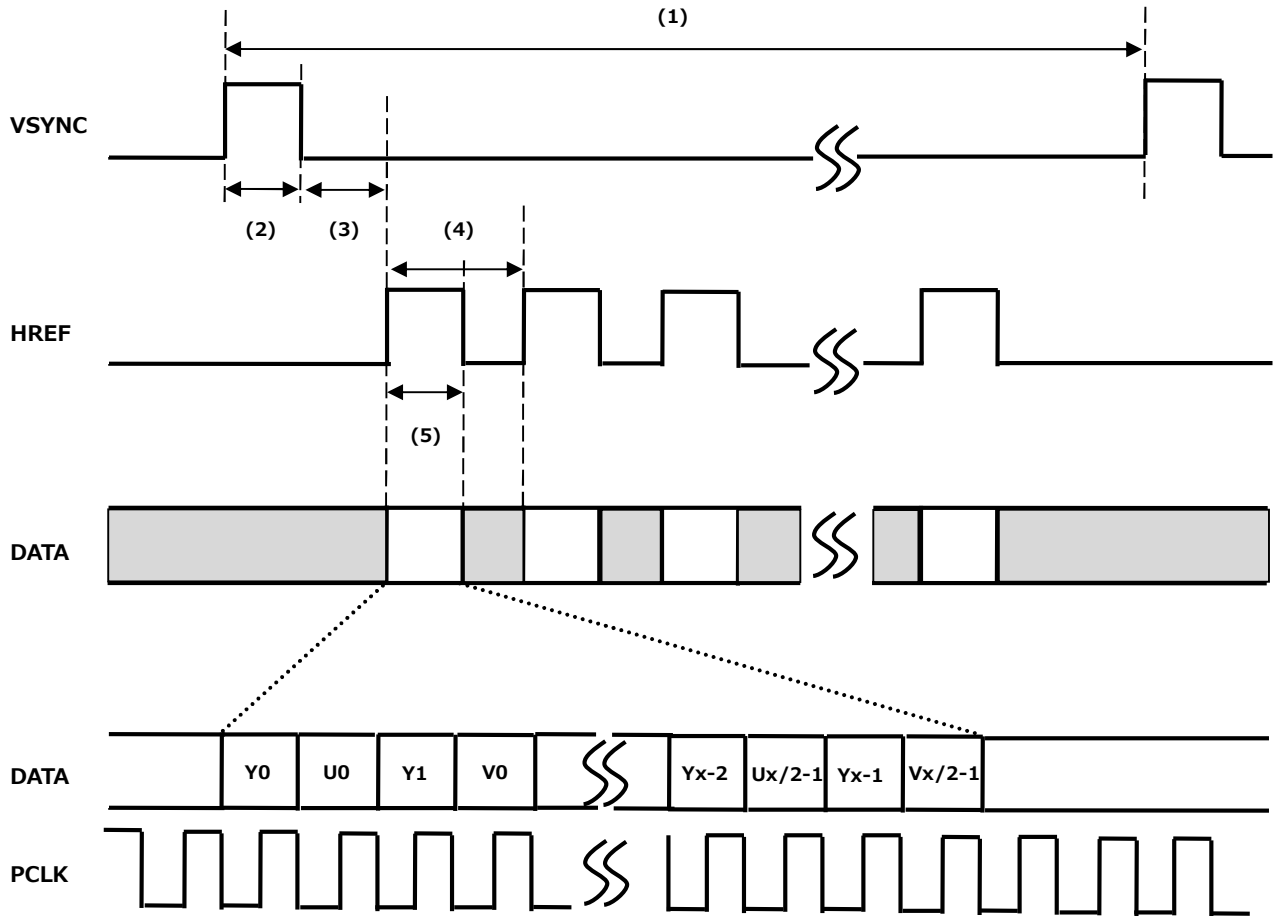 (1)
VSYNC
(2) (3) (4)
HREF
(5)
DATA
DATA Y0 U0 Y1 V0 Yx-2 Ux/2-1 Yx-1 Vx/2-1
PCLK